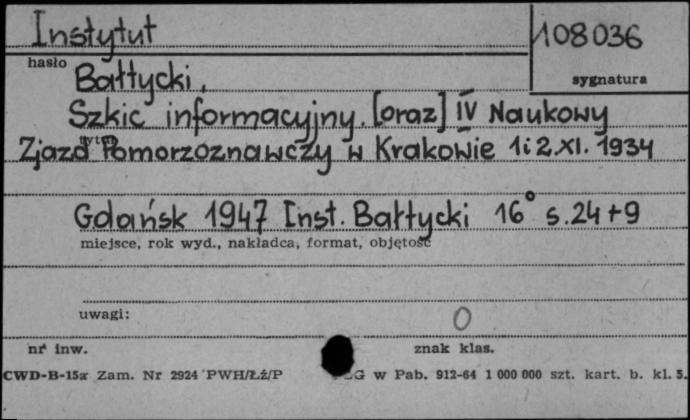 Instytut
108036
hasło
sygnatura
Bałtycki.
Szkic informacyjny. [oraz] IV Naukowy
tytuł
Zjazd Pomorzoznawczy w Krakowie 1i2.XI. 1934
Gdańsk 1947 Inst. Bałtycki 16° s.24+9
miejsce, rok wyd., nakładca, format, objętość
uwagi:
0
nr inw.
znak klas.
CWD-B-15a Zam. Nr 2924 PWH/Łź/P w Pab. 912-64 1 000 000 szt. kart. b. kl. 5.